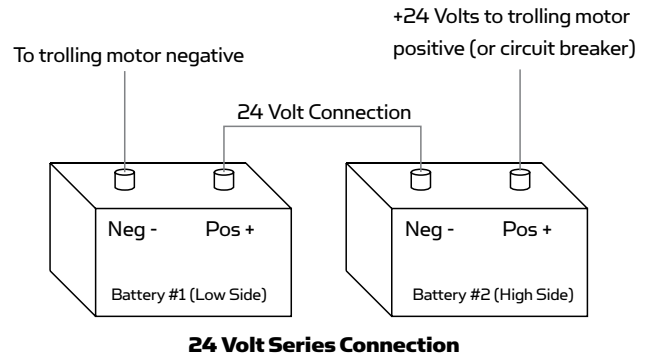 +24 Volts to trolling motor
positive (or circuit breaker)
To trolling motor negative
24 Volt Connection
Neg - Pos +
Neg - Pos +
Battery #1 (Low Side)
Battery #2 (High Side)
24 Volt Series Connection